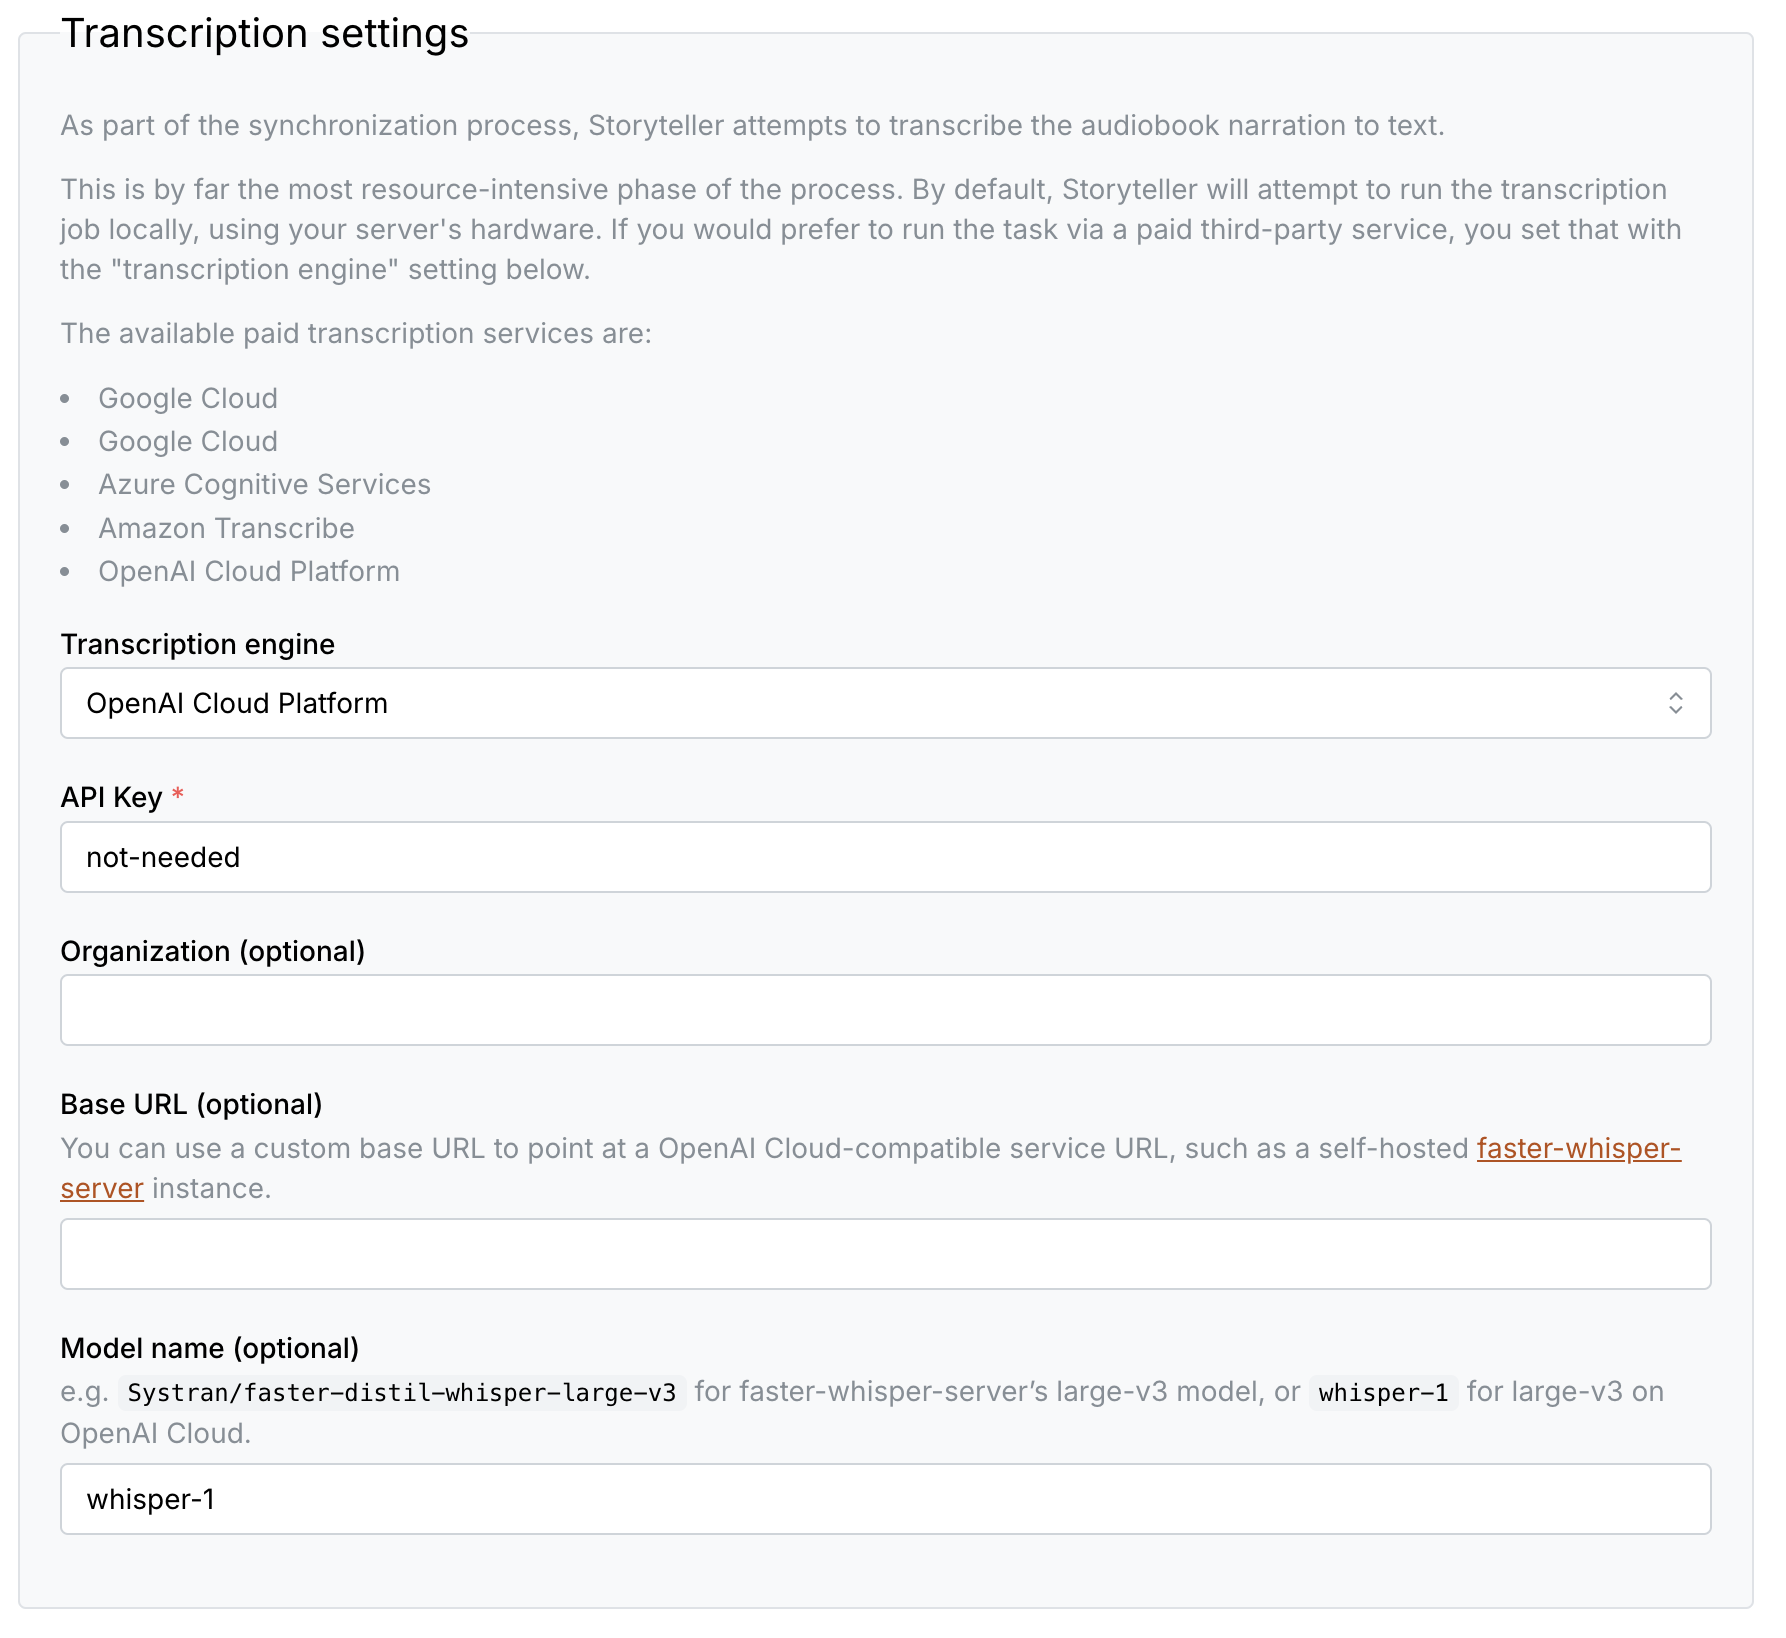 Transcription settings
As part of the synchronization process, Storyteller attempts to transcribe the audiobook narration to text.
This is by far the most resource-intensive phase of the process. By default, Storyteller will attempt to run the transcription
job locally, using your server's hardware. If you would prefer to run the task via a paid third-party service, you set that with
the "transcription engine" setting below.
The available paid transcription services are:
• Google Cloud
• Google Cloud
• Azure Cognitive Services
• Amazon Transcribe
• OpenAI Cloud Platform
Transcription engine
OpenAI Cloud Platform
API Key *
not-needed
Organization (optional)
Base URL (optional)
You can use a custom base URL to point at a OpenAI Cloud-compatible service URL, such as a self-hosted faster-whisper-
server instance.
Model name (optional)
e.g. Systran/faster-distil-whisper-large-v3 for faster-whisper-server’s large-v3 model, or whisper-1 for large-v3 on
OpenAI Cloud.
whisper-1